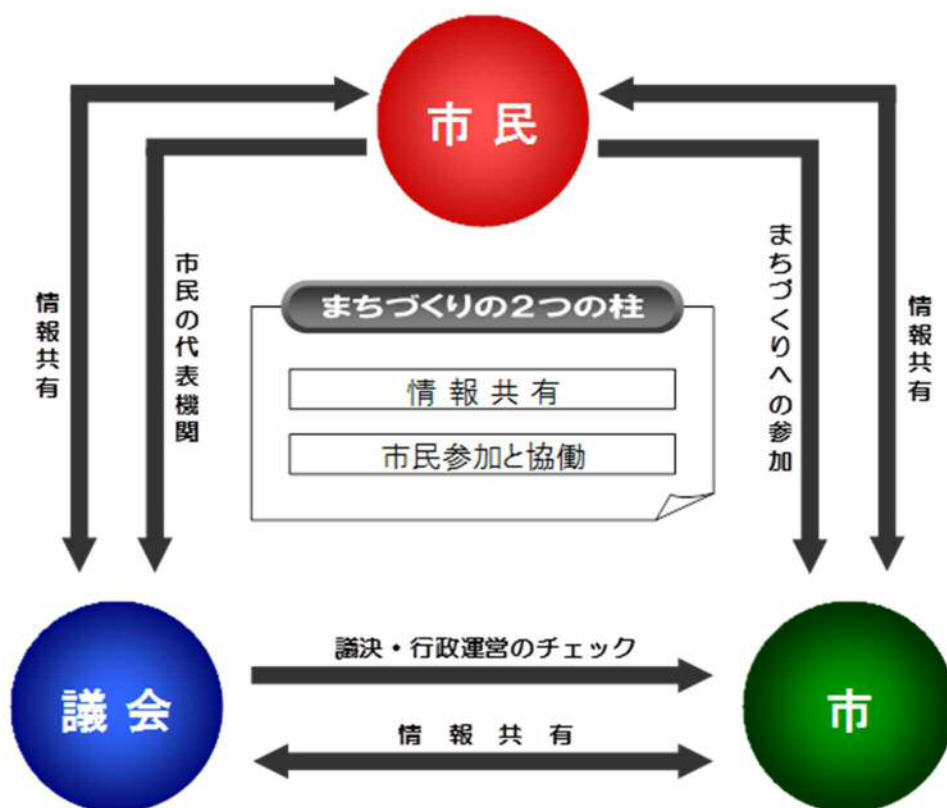 市民
情報共有
市民の代表機関
まちづくりの2つの柱
情報共有
市民参加と協働
まちづくりへの参加
情報共有
議会
議決・行政運営のチェック
情報共有
市